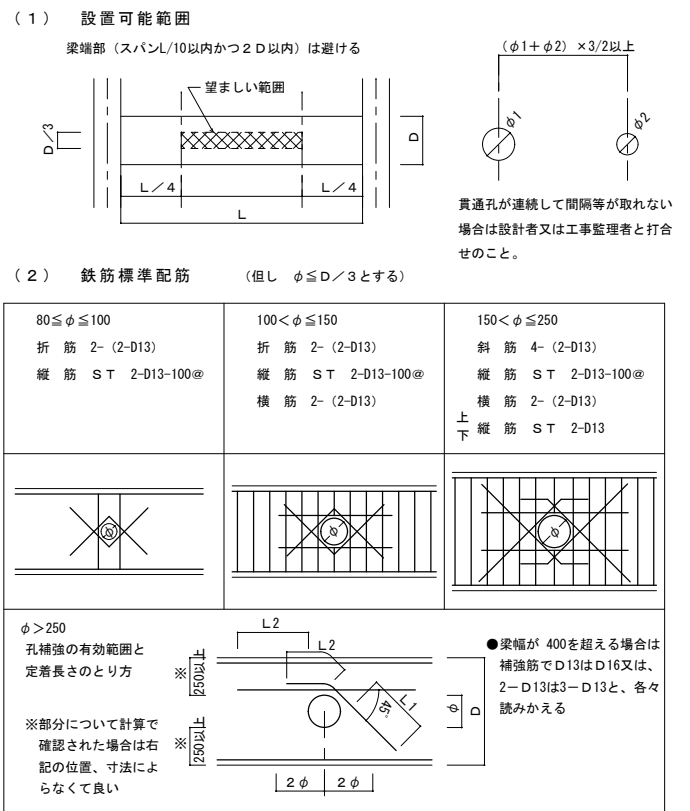 （１）　設置可能範囲
梁端部（スパンL/10以内かつ２Ｄ以内）は避ける
望ましい範囲
Ｄ／3
D
Ｌ／４
Ｌ／４
L
（φ1＋φ2）×3/2以上
φ1
φ2
貫通孔が連続して間隔等が取れない
場合は設計者又は工事監理者と打合
せのこと。
（２）　鉄筋標準配筋　（但し　φ≦Ｄ／３とする）
80≦φ≦100
折　筋　2-（2-D13）
縦　筋　ＳＴ　2-D13-100＠
100＜φ≦150
折　筋　2-（2-D13）
縦　筋　ＳＴ　2-D13-100＠
横　筋　2-（2-D13）
150＜φ≦250
斜　筋　4-（2-D13）
縦　筋　ＳＴ　2-D13-100＠
横　筋　2-（2-D13）
上下　縦　筋　ＳＴ　2-D13
φ
φ
φ
φ＞250
孔補強の有効範囲と
定着長さのとり方
※部分について計算で
確認された場合は右
記の位置、寸法によ
らなくて良い
※
250以上
※
250以上
Ｌ2
Ｌ2
Ｌ1
45°
φ
D
2φ
2φ
●梁幅が 400を超える場合は
補強筋でＤ13はＤ16又は、
2－Ｄ13は3－Ｄ13と、各々
読みかえる